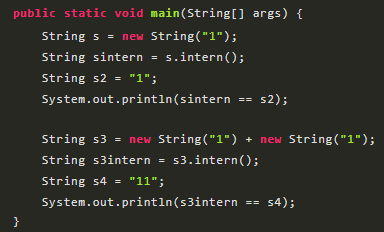 public static void main(String[] args) {
    String s = new String("1");
    String sintern = s.intern();
    String s2 = "1";
    System.out.println(sintern == s2);

    String s3 = new String("1") + new String("1");
    String s3intern = s3.intern();
    String s4 = "11";
    System.out.println(s3intern == s4);
}